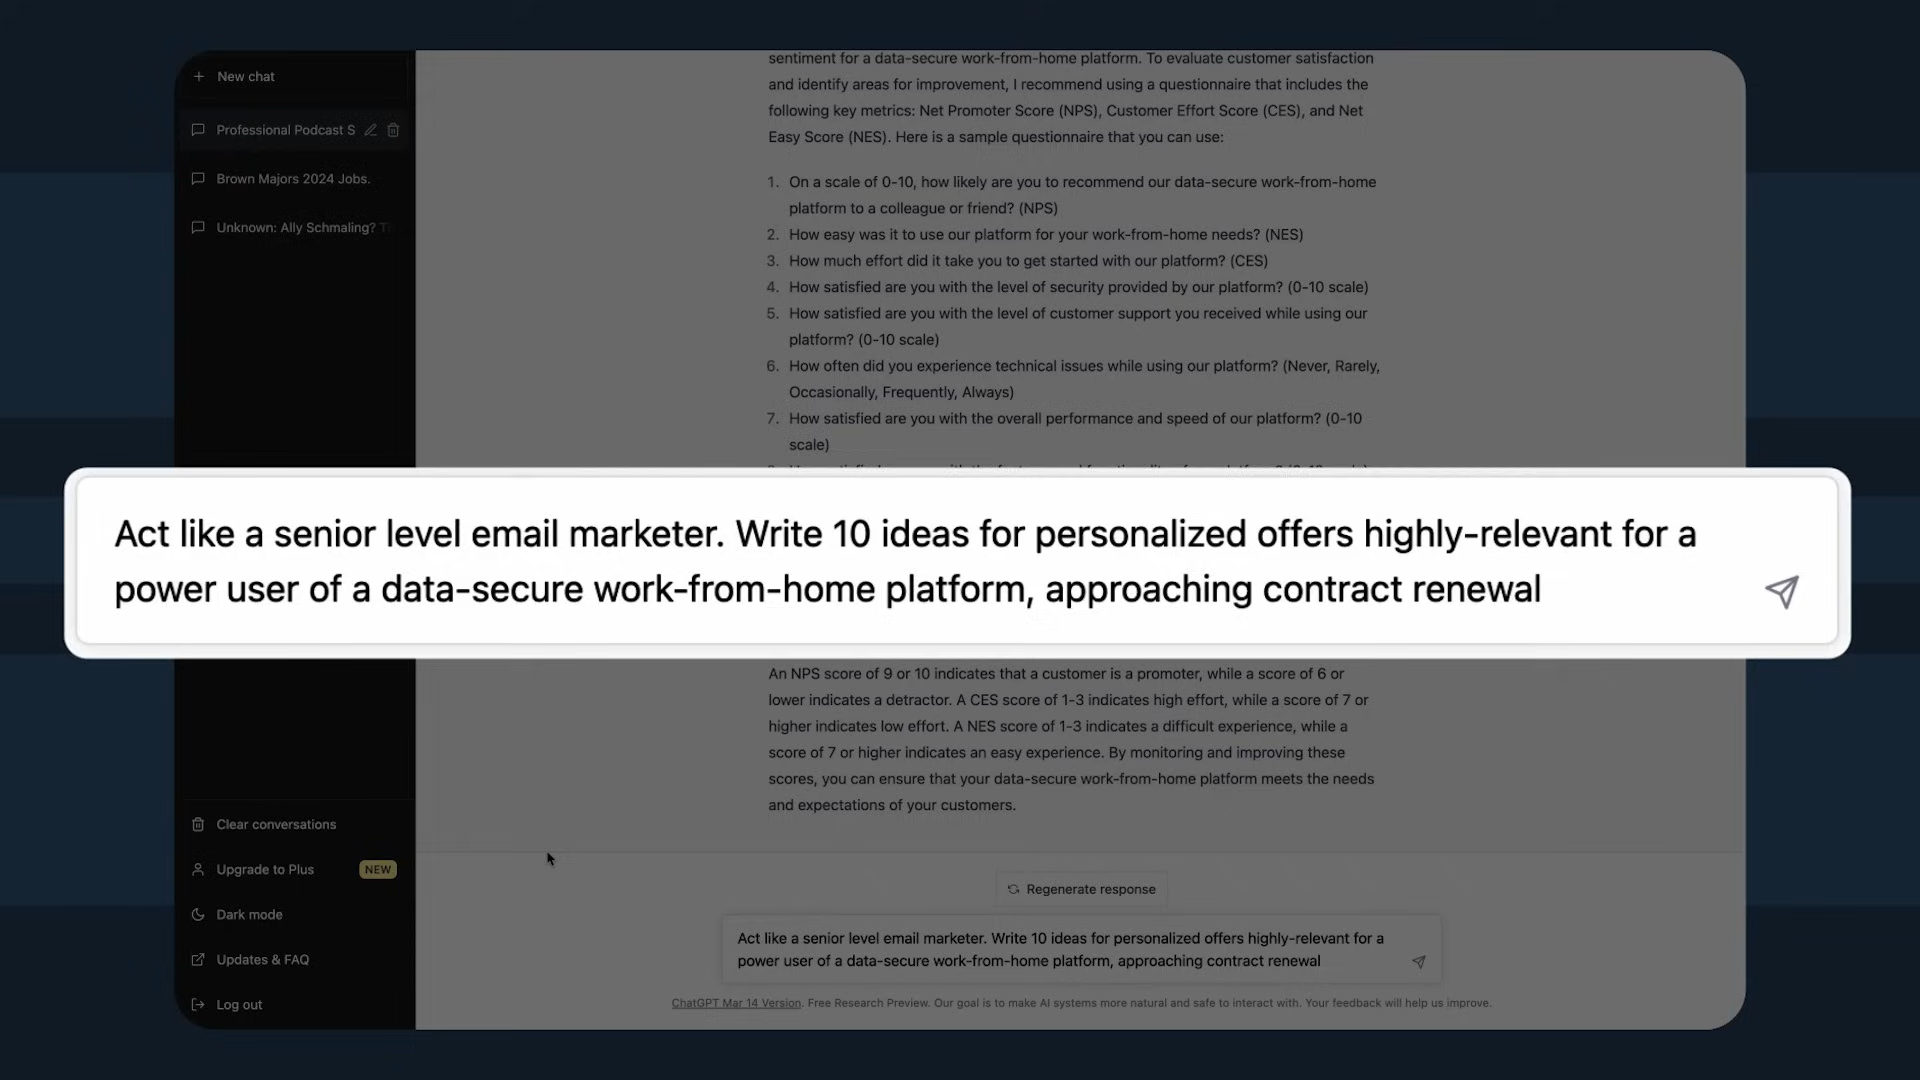 New chat
Professional Podcast S
Brown Majors 2024 Jobs.
Unknown: Ally Schmaling?
sentiment for a data-secure work-from-home platform. To evaluate customer satisfaction
and identify areas for improvement, I recommend using a questionnaire that includes the
following key metrics: Net Promoter Score (NPS), Customer Effort Score (CES), and Net
Easy Score (NES). Here is a sample questionnaire that you can use:
1. On a scale of 0-10, how likely are you to recommend our data-secure work-from-home
platform to a colleague or friend? (NPS)
2. How easy was it to use our platform for your work-from-home needs? (NES)
3. How much effort did it take you to get started with our platform? (CES)
4. How satisfied are you with the level of security provided by our platform? (0-10 scale)
5. How satisfied are you with the level of customer support you received while using our
platform? (0-10 scale)
6. How often did you experience technical issues while using our platform? (Never, Rarely,
Occasionally, Frequently, Always)
7. How satisfied are you with the overall performance and speed of our platform? (0-10
scale)
Act like a senior level email marketer. Write 10 ideas for personalized offers highly-relevant for a
power user of a data-secure work-from-home platform, approaching contract renewal
An NPS score of 9 or 10 indicates that a customer is a promoter, while a score of 6 or
lower indicates a detractor. A CES score of 1-3 indicates high effort, while a score of 7 or
higher indicates low effort. A NES score of 1-3 indicates a difficult experience, while a
score of 7 or higher indicates an easy experience. By monitoring and improving these
scores, you can ensure that your data-secure work-from-home platform meets the needs
and expectations of your customers.
Clear conversations
Upgrade to Plus NEW
Dark mode
Updates & FAQ
Log out
Regenerate response
Act like a senior level email marketer. Write 10 ideas for personalized offers highly-relevant for a
power user of a data-secure work-from-home platform, approaching contract renewal
ChatGPT Mar 14 Version. Free Research Preview. Our goal is to make AI systems more natural and safe to interact with. Your feedback will help us improve.